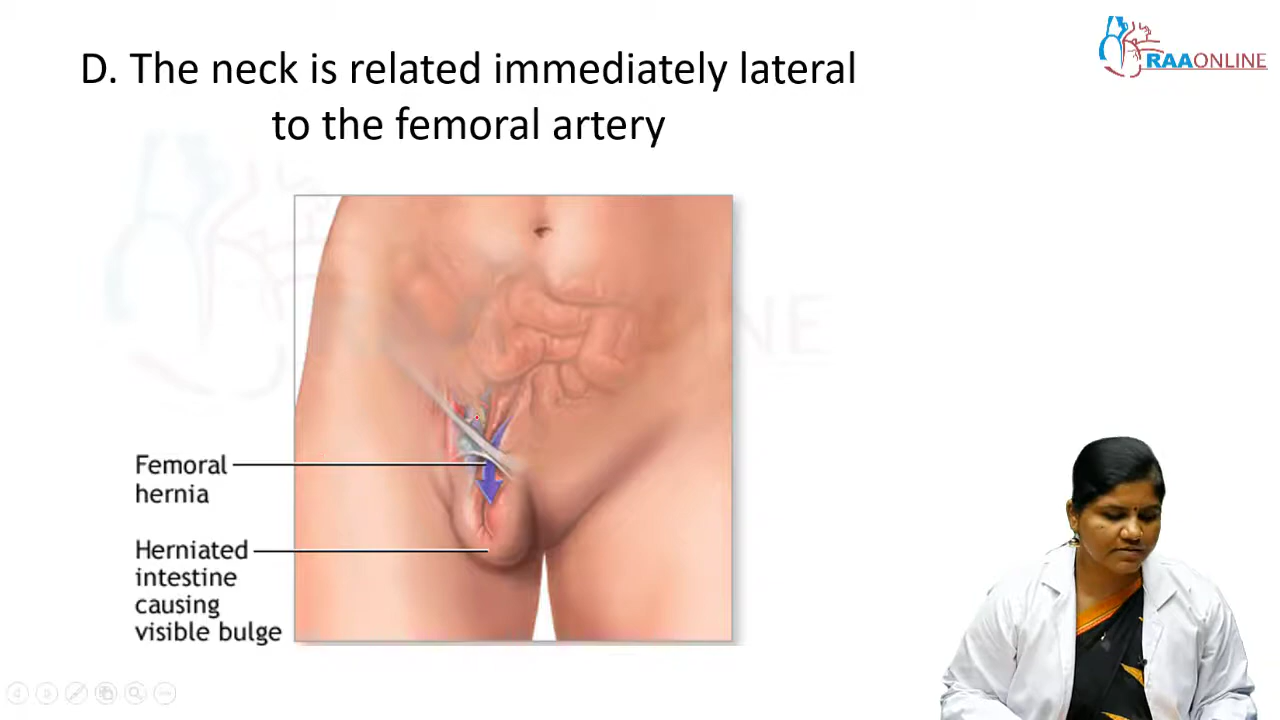 D. The neck is related immediately lateral
to the femoral artery
RAAONLINE
Femoral
hernia
Herniated
intestine
causing
visible bulge